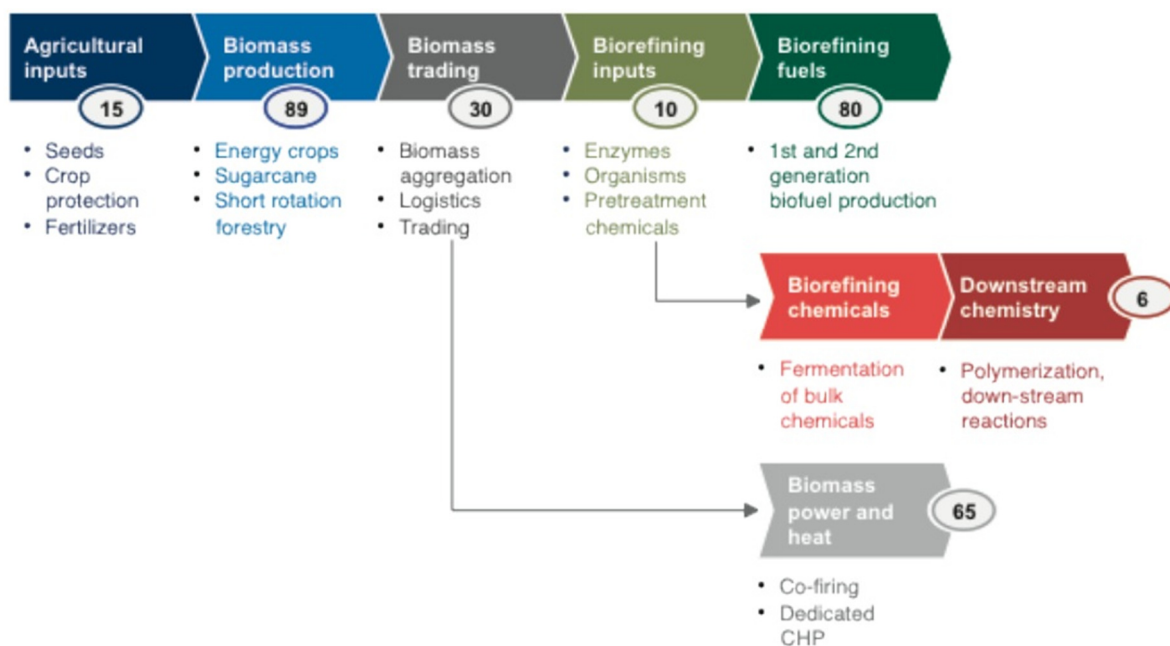 Agricultural
inputs
15
• Seeds
• Crop
protection
• Fertilizers
Biomass
production
89
• Energy crops
• Sugarcane
• Short rotation
forestry
Biomass
trading
30
• Biomass
aggregation
• Logistics
• Trading
Biorefining
inputs
10
• Enzymes
• Organisms
• Pretreatment
chemicals
Biorefining
fuels
80
• 1st and 2nd
generation
biofuel production
Biorefining
chemicals
• Fermentation
of bulk
chemicals
Downstream
chemistry
6
• Polymerization,
down-stream
reactions
Biomass
power and
heat
65
• Co-firing
• Dedicated
CHP